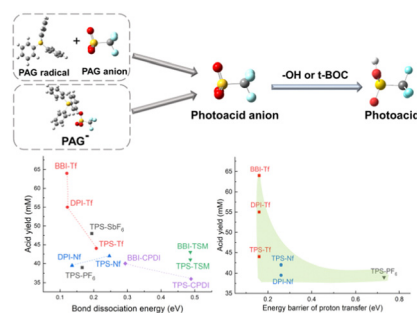 +
PAG radical
PAG anion
PAG-
Photoacid anion
-OH or t-BOC
Photoacid
Acid yield (mM)
65
60
55
50
45
40
35
BBI-Tf
DPI-Tf
TPS-SbF6
TPS-Tf
DPI-Nf
TPS-Nf
BBI-CPDI
TPS-PF6
BBI-TSM
TPS-TSM
TPS-CPDI
0.1 0.2 0.3 0.4 0.5
Bond dissociation energy (eV)
Acid yield (mM)
65
60
55
50
45
40
35
BBI-Tf
DPI-Tf
TPS-Tf
TPS-Nf
DPI-Nf
TPS-PF6
0.1 0.2 0.3 0.4 0.5 0.6 0.7 0.8
Energy barrier of proton transfer (eV)